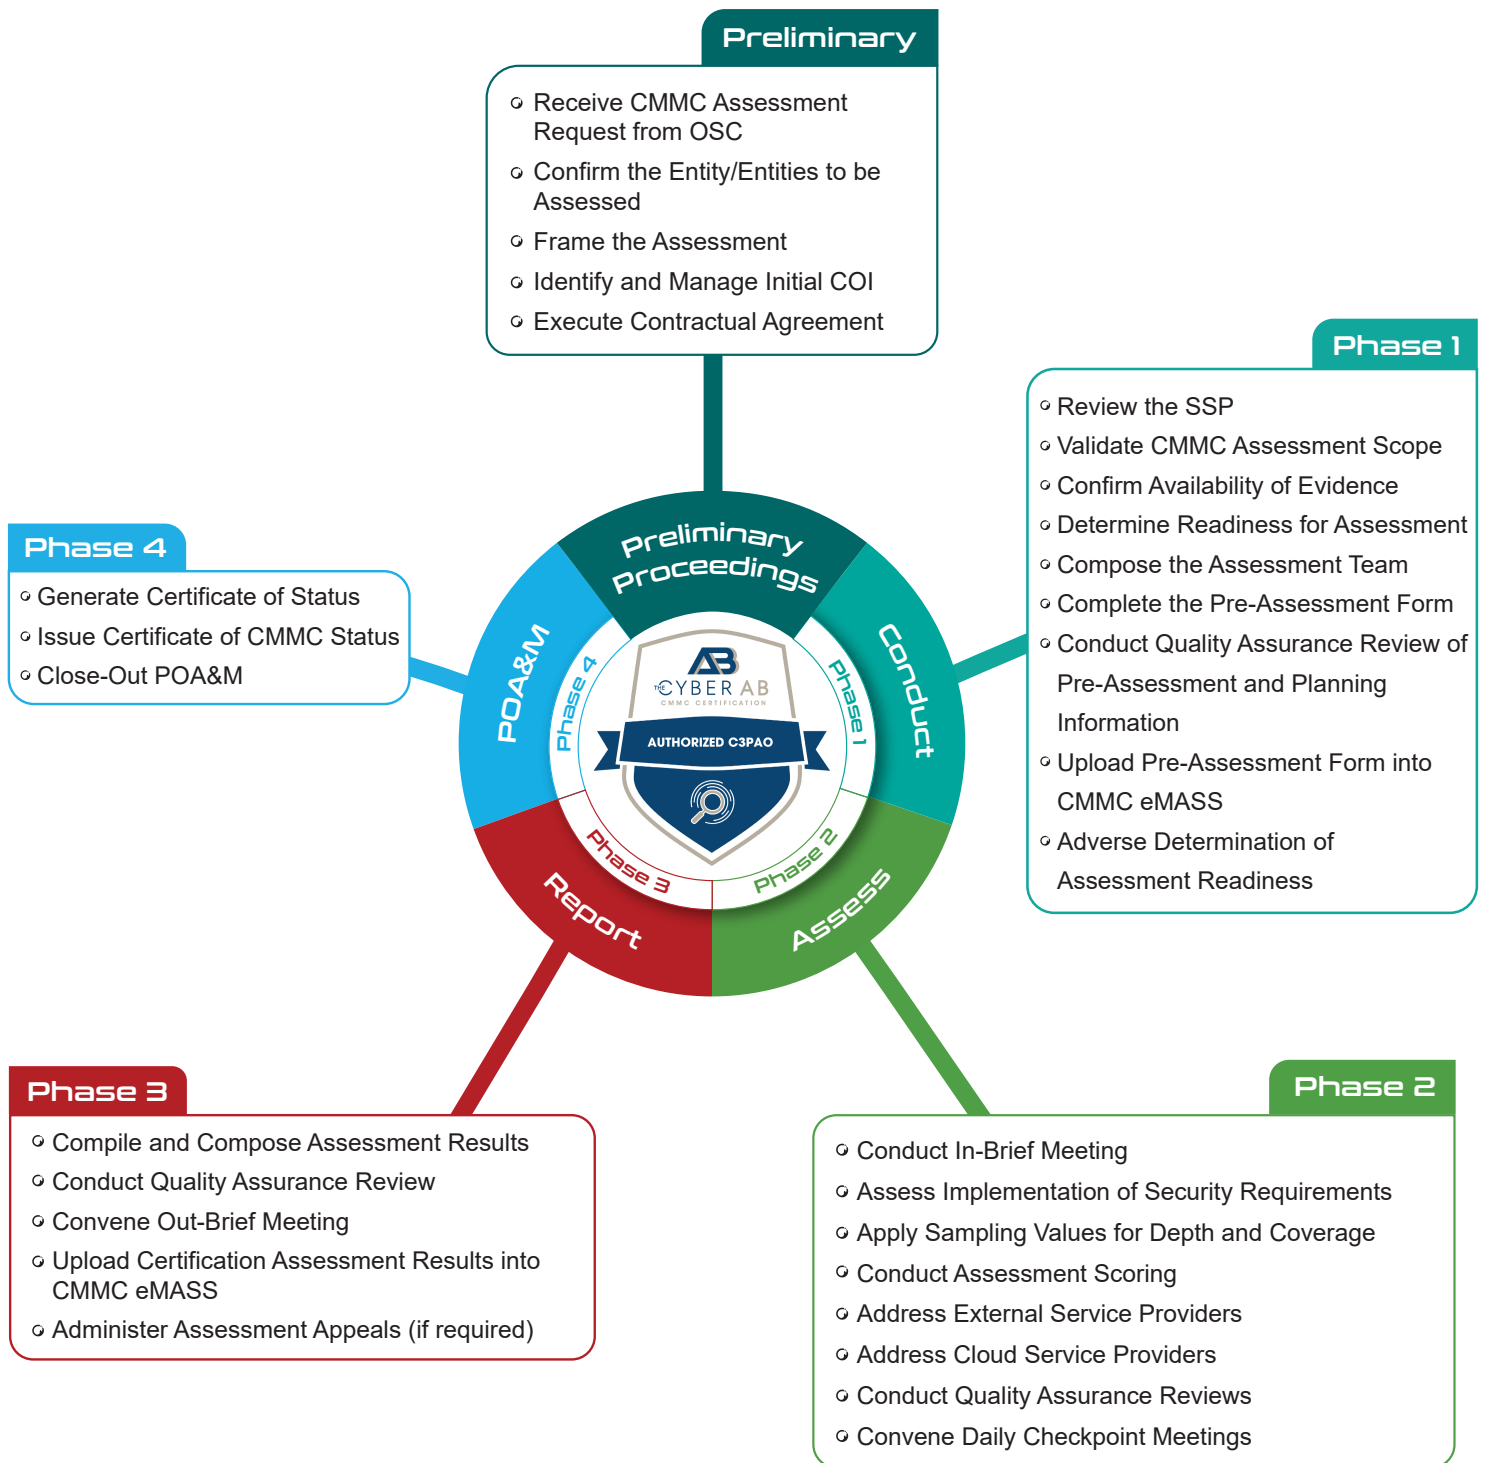 Preliminary
Receive CMMC Assessment
Request from OSC
Confirm the Entity/Entities to be
Assessed
Frame the Assessment
Identify and Manage Initial COI
Execute Contractual Agreement
Phase 1
Review the SSP
Validate CMMC Assessment Scope
Confirm Availability of Evidence
Determine Readiness for Assessment
Compose the Assessment Team
Complete the Pre-Assessment Form
Conduct Quality Assurance Review of
Pre-Assessment and Planning
Information
Upload Pre-Assessment Form into
CMMC eMASS
Adverse Determination of
Assessment Readiness
Phase 4
Generate Certificate of Status
Issue Certificate of CMMC Status
Close-Out POA&M
Preliminary
Proceedings
Conduct
Assess
Report
POA&M
Phase 1
Phase 2
Phase 3
Phase 4
AB
THE CYBER AB
CMMC CERTIFICATION
AUTHORIZED C3PAO
Phase 3
Compile and Compose Assessment Results
Conduct Quality Assurance Review
Convene Out-Brief Meeting
Upload Certification Assessment Results into
CMMC eMASS
Administer Assessment Appeals (if required)
Phase 2
Conduct In-Brief Meeting
Assess Implementation of Security Requirements
Apply Sampling Values for Depth and Coverage
Conduct Assessment Scoring
Address External Service Providers
Address Cloud Service Providers
Conduct Quality Assurance Reviews
Convene Daily Checkpoint Meetings